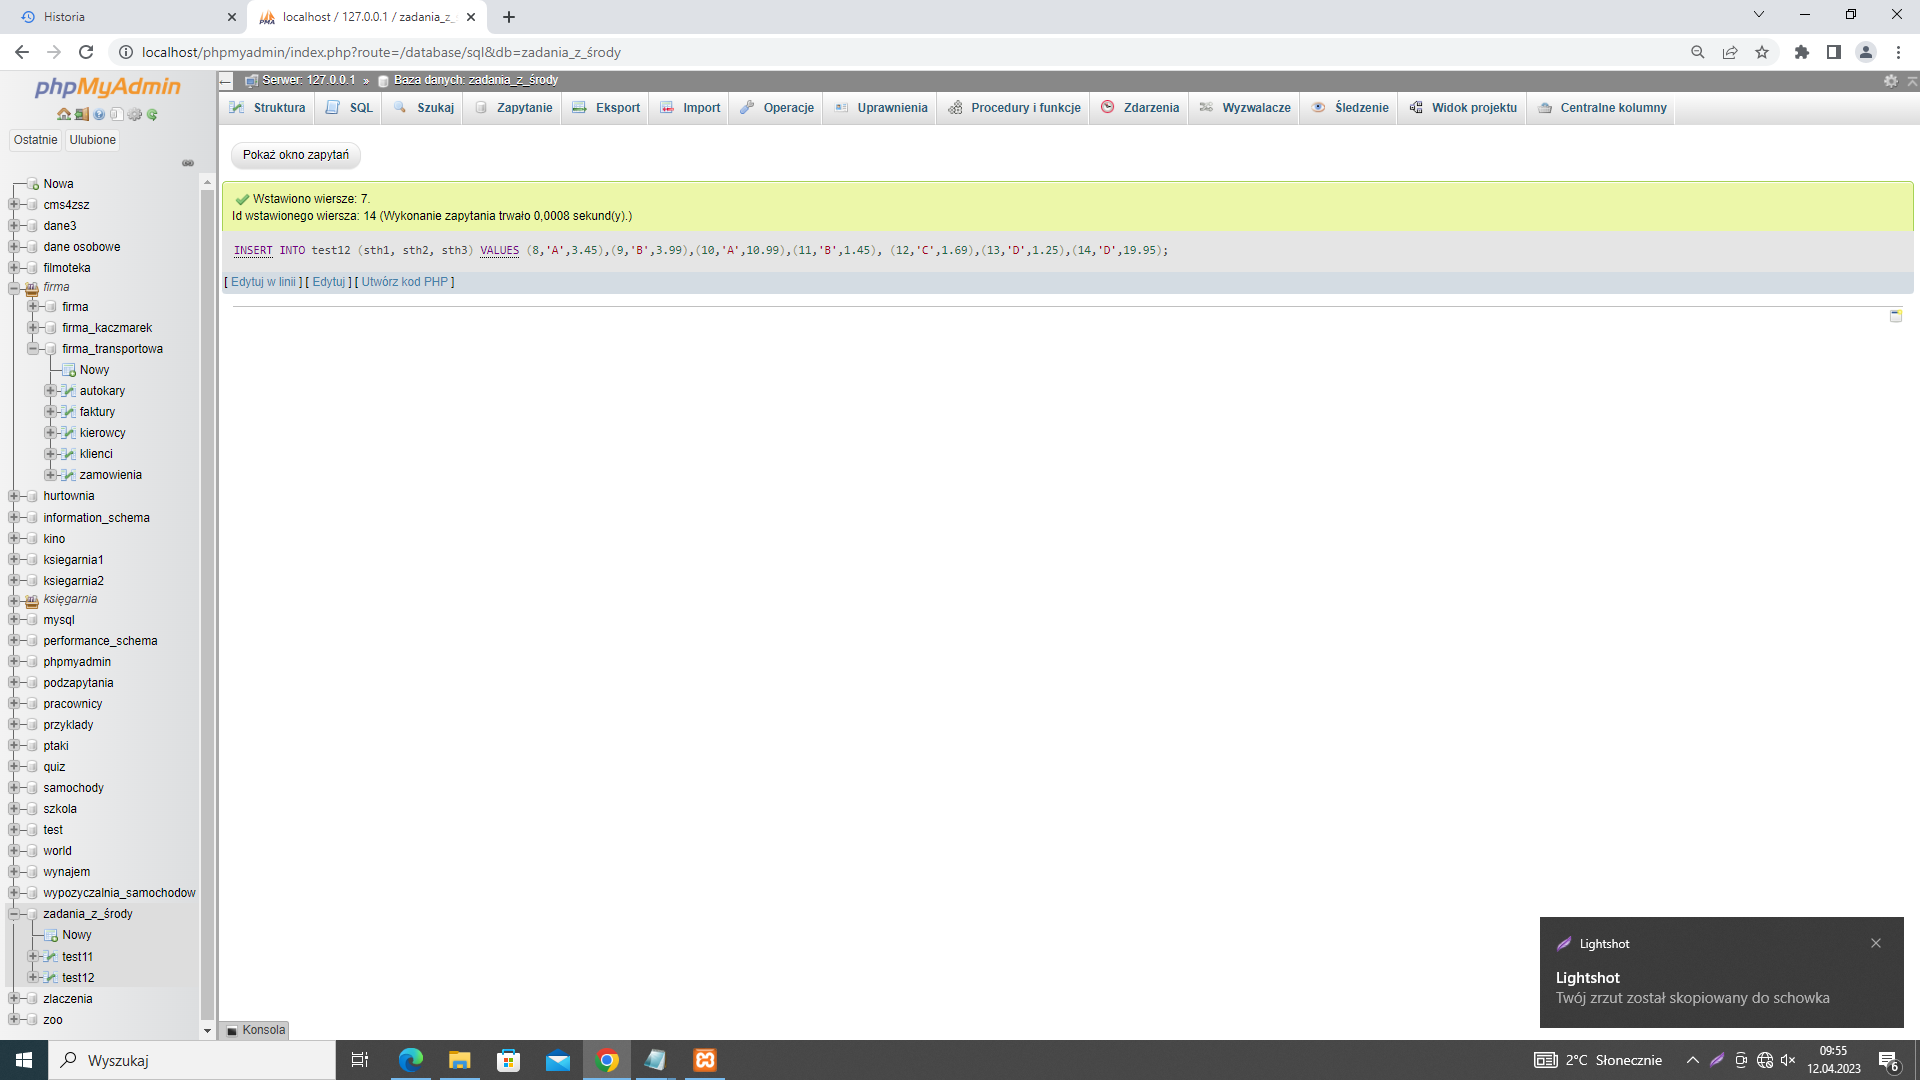 Historia
localhost / 127.0.0.1 / zadania_z_ś
localhost/phpmyadmin/index.php?route=/database/sql&db=zadania_z_środy
phpMyAdmin
Ostatnie
Ulubione
Nowa
cms4zsz
dane3
dane osobowe
filmoteka
firma
firma
firma_kaczmarek
firma_transportowa
Nowy
autokary
faktury
kierowcy
klienci
zamowienia
hurtownia
information_schema
kino
ksiegarnia1
ksiegarnia2
księgarnia
mysql
performance_schema
phpmyadmin
podzapytania
pracownicy
przyklady
ptaki
quiz
samochody
szkola
test
world
wynajem
wypozyczalnia_samochodow
zadania_z_środy
Nowy
test11
test12
zlaczenia
zoo
Serwer: 127.0.0.1 » Baza danych: zadania_z_środy
Struktura SQL Szukaj Zapytanie Eksport Import Operacje Uprawnienia Procedury i funkcje Zdarzenia Wyzwalacze Śledzenie Widok projektu Centralne kolumny
Pokaż okno zapytań
Wstawiono wiersze: 7.
Id wstawionego wiersza: 14 (Wykonanie zapytania trwało 0,0008 sekund(y).)
INSERT INTO test12 (sth1, sth2, sth3) VALUES (8,'A',3.45),(9,'B',3.99),(10,'A',10.99),(11,'B',1.45), (12,'C',1.69),(13,'D',1.25),(14,'D',19.95);
[ Edytuj w linii ] [ Edytuj ] [ Utwórz kod PHP ]
Konsola
Lightshot
Lightshot
Twój zrzut został skopiowany do schowka
Wyszukaj
2°C Słonecznie
09:55
12.04.2023
6